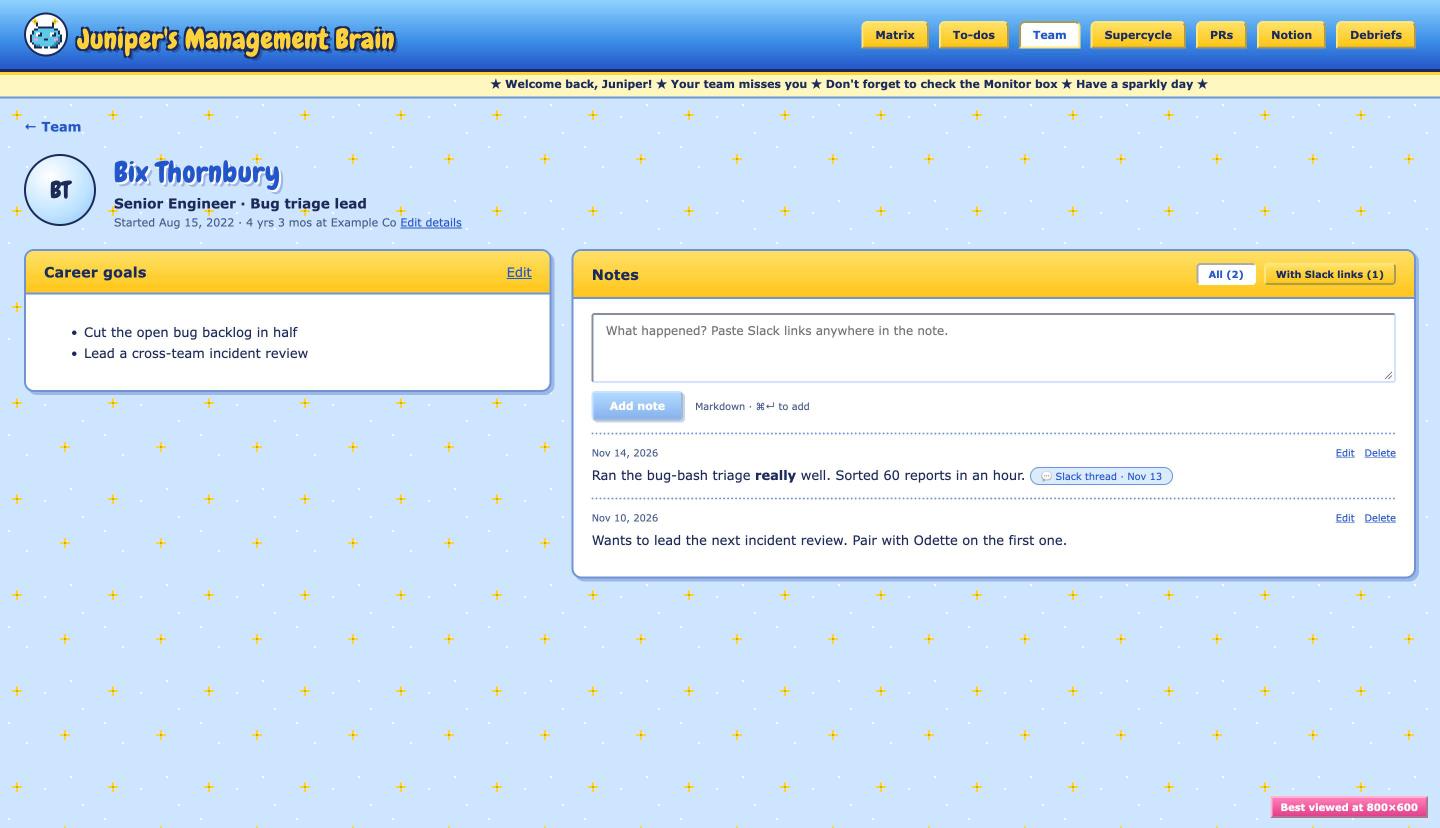 Juniper's Management Brain
Matrix To-dos Team Supercycle PRs Notion Debriefs
★ Welcome back, Juniper! ★ Your team misses you ★ Don't forget to check the Monitor box ★ Have a sparkly day ★
← Team
BT
Bix Thornbury
Senior Engineer · Bug triage lead
Started Aug 15, 2022 · 4 yrs 3 mos at Example Co Edit details
Career goals Edit
• Cut the open bug backlog in half
• Lead a cross-team incident review
Notes All (2) With Slack links (1)
What happened? Paste Slack links anywhere in the note.
Add note Markdown · ⌘↵ to add
Nov 14, 2026 Edit Delete
Ran the bug-bash triage really well. Sorted 60 reports in an hour. 💬 Slack thread · Nov 13
Nov 10, 2026 Edit Delete
Wants to lead the next incident review. Pair with Odette on the first one.
Best viewed at 800×600